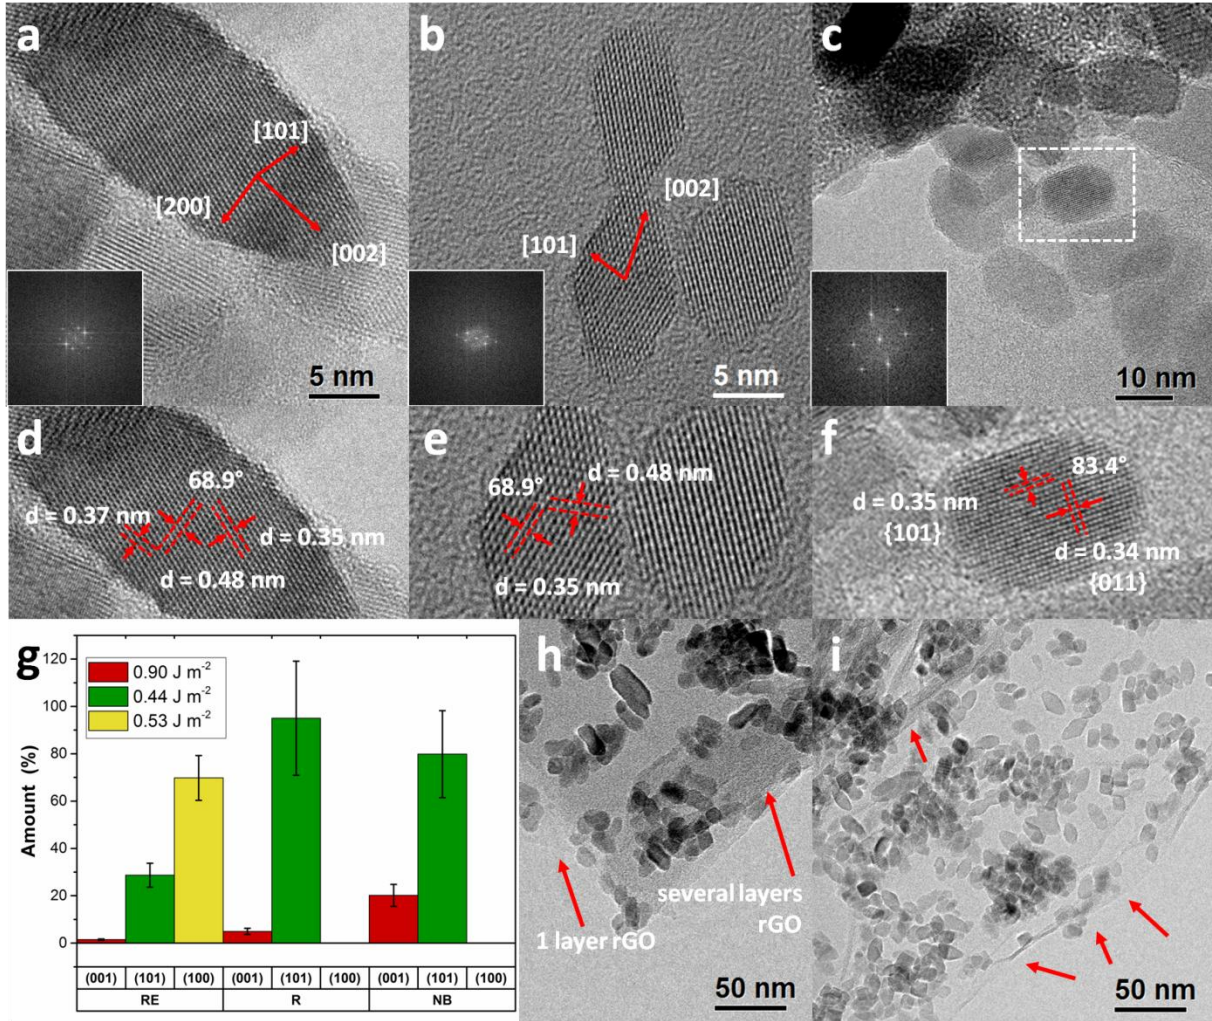 a
[101]
[200]
[002]
5 nm
b
[002]
[101]
5 nm
c
10 nm
d
68.9°
d = 0.37 nm
d = 0.35 nm
d = 0.48 nm
e
d = 0.48 nm
68.9°
d = 0.35 nm
f
83.4°
d = 0.35 nm
{101}
d = 0.34 nm
{011}
g
120
100
80
60
40
20
0
Amount (%)
0.90 J m⁻²
0.44 J m⁻²
0.53 J m⁻²
(001) (101) (100) (001) (101) (100) (001) (101) (100)
RE R NB
h
several layers
rGO
1 layer rGO
50 nm
i
50 nm